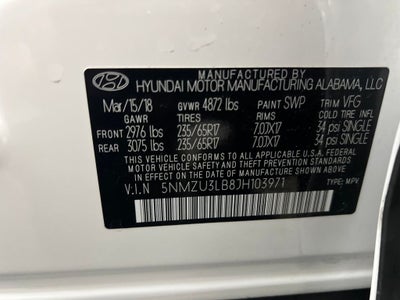 MANUFACTURED BY
HYUNDAI MOTOR MANUFACTURING ALABAMA, LLC
Mar/15/18 GVWR 4872 lbs PAINT SWP TRIM VFG
GAWR TIRE SIZE RIMS COLD TIRE INFL
FRONT 2976 lbs 235/65R17 7.0JX17 34 psi SINGLE
REAR 3075 lbs 235/65R17 7.0JX17 34 psi SINGLE
THIS VEHICLE CONFORMS TO ALL APPLICABLE FEDERAL
MOTOR VEHICLE SAFETY AND THEFT PREVENTION STANDARDS
IN EFFECT ON THE DATE OF MANUFACTURE SHOWN ABOVE.
V.I.N 5NMZU3LB8JH103971 TYPE: MPV